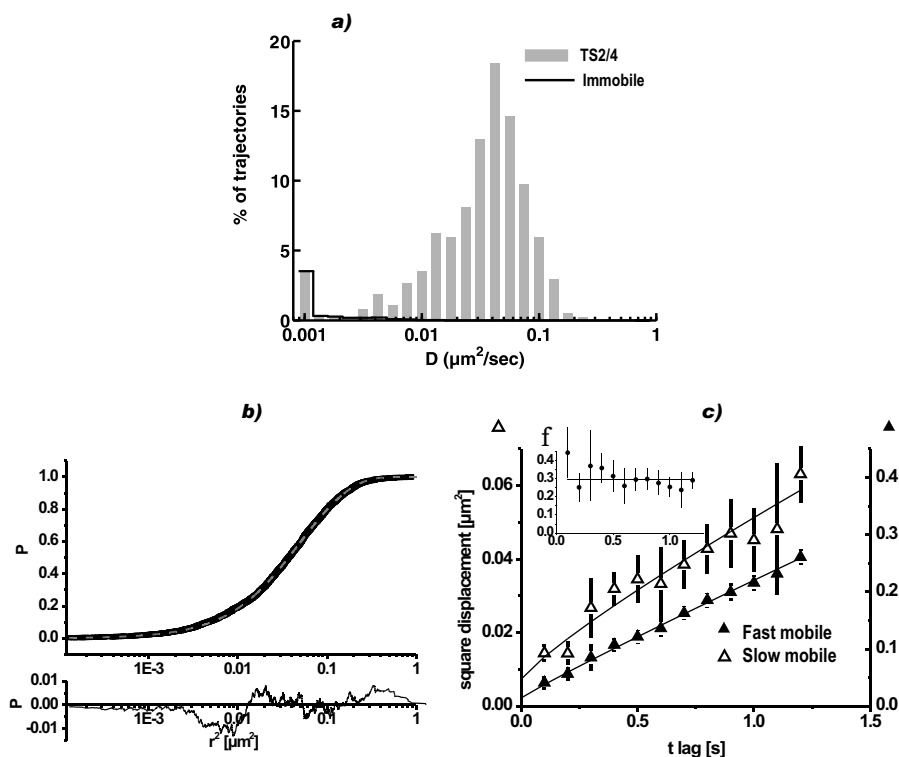 a)
20
15
10
5
0
% of trajectories
TS2/4
Immobile
0.001
0.01
0.1
1
D (µm²/sec)
b)
1.0
0.8
0.6
0.4
0.2
0.0
P
1E-3
0.01
0.1
1
0.01
0.00
-0.01
P
1E-3
0.01
0.1
1
r² [µm²]
c)
△
▲
f
0.4
0.3
0.2
0.1
0.0
0.0
0.5
1.0
0.06
0.04
0.02
0.00
square displacement [µm²]
0.4
0.3
0.2
0.1
0.0
▲ Fast mobile
△ Slow mobile
0.0
0.5
1.0
1.5
t lag [s]